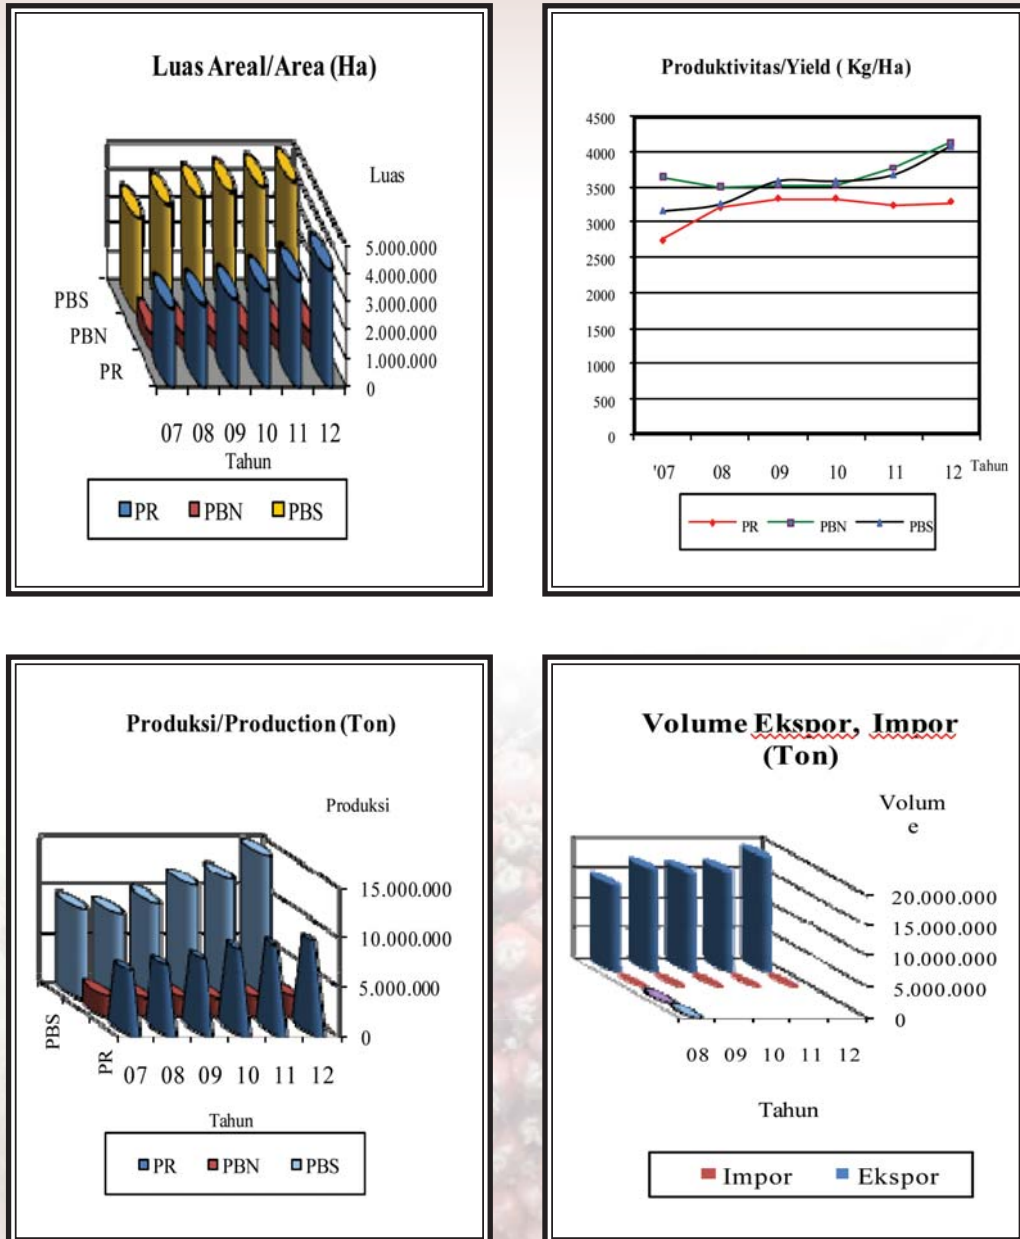 Luas Areal/Area (Ha)
Luas
5.000.000
4.000.000
3.000.000
2.000.000
1.000.000
0
PBS
PBN
PR
07 08 09 10 11 12
Tahun
PR PBN PBS
Produktivitas/Yield ( Kg/Ha)
4500
4000
3500
3000
2500
2000
1500
1000
500
0
'07 08 09 10 11 12 Tahun
PR PBN PBS
Produksi/Production (Ton)
Produksi
15.000.000
10.000.000
5.000.000
0
PBS
PR
07 08 09 10 11 12
Tahun
PR PBN PBS
Volume Ekspor, Impor
(Ton)
Volum
e
20.000.000
15.000.000
10.000.000
5.000.000
0
08 09 10 11 12
Tahun
Impor Ekspor